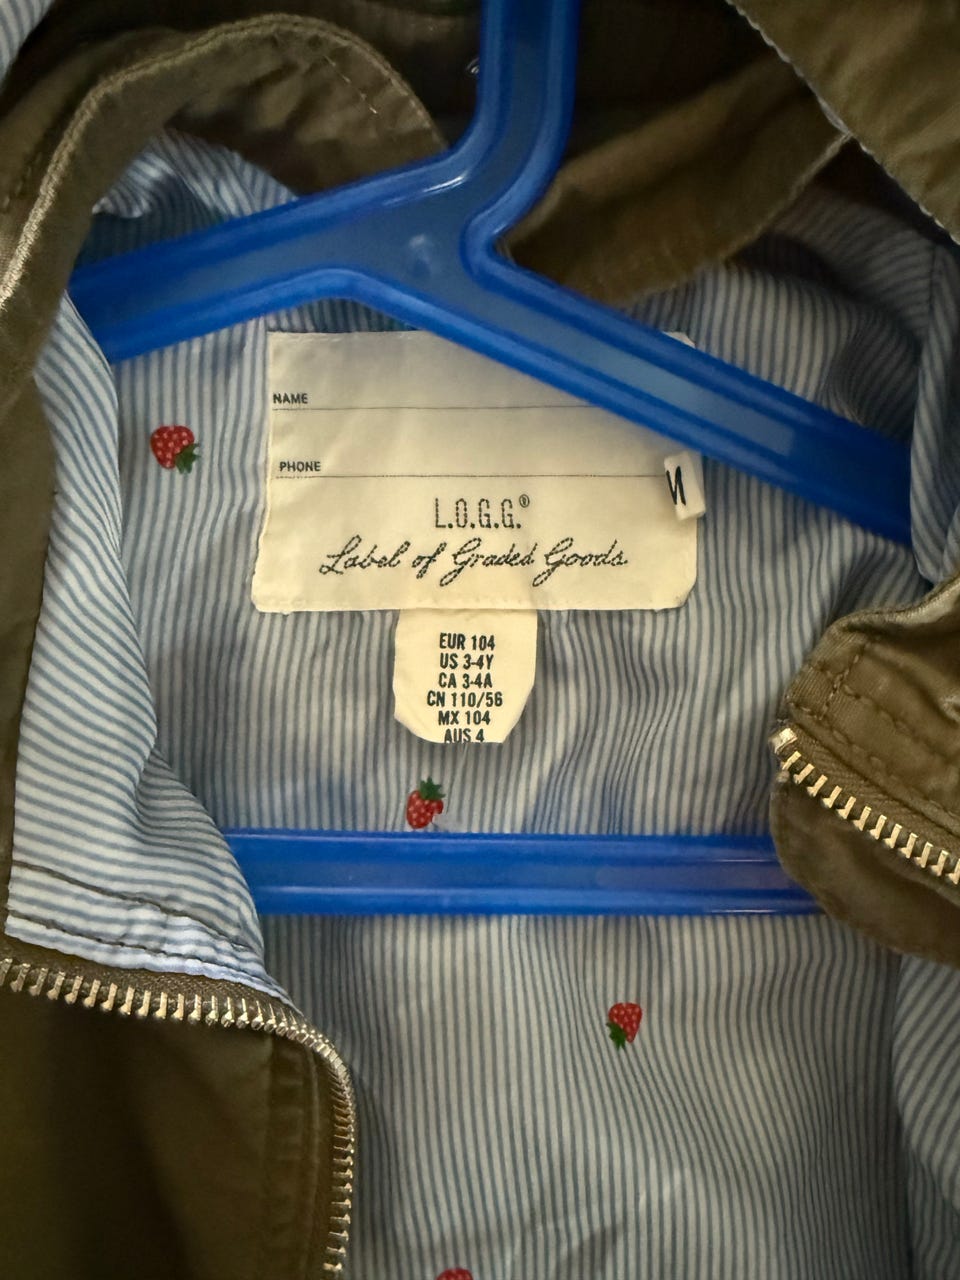 NAME
PHONE
L.O.G.G.®
Label of Graded Goods
EUR 104
US 3-4Y
CA 3-4A
CN 110/56
MX 104
AUS 4